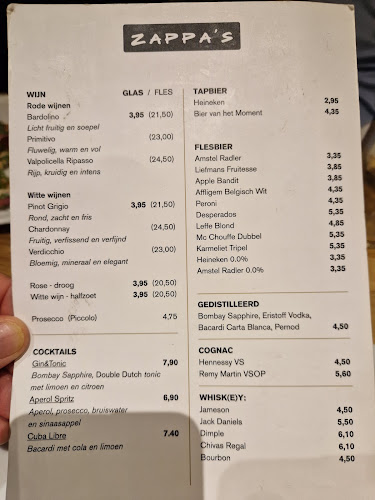 ZAPPA'S
WIJN GLAS / FLES
Rode wijnen
Bardolino 3,95 (21,50)
Licht fruitig en soepel
Primitivo (23,00)
Fluwelig, warm en vol
Valpolicella Ripasso (24,50)
Rijp, kruidig en intens
Witte wijnen
Pinot Grigio 3,95 (21,50)
Rond, zacht en fris
Chardonnay (24,50)
Fruitig, verfissend en verfijnd
Verdicchio (23,00)
Bloemig, mineraal en elegant
Rose - droog 3,95 (20,50)
Witte wijn - halfzoet 3,95 (20,50)
Prosecco (Piccolo) 4,75
COCKTAILS
Gin&Tonic 7,90
Bombay Sapphire, Double Dutch tonic
met limoen en citroen
Aperol Spritz 6,90
Aperol, prosecco, bruiswater
en sinaasappel
Cuba Libre 7.40
Bacardi met cola en limoen
TAPBIER
Heineken 2,95
Bier van het Moment 4,35
FLESBIER
Amstel Radler 3,35
Liefmans Fruitesse 3,85
Apple Bandit 3,85
Affligem Belgisch Wit 4,35
Peroni 4,35
Desperados 5,35
Leffe Blond 4,85
Mc Chouffe Dubbel 5,35
Karmeliet Tripel 5,35
Heineken 0.0% 3,35
Amstel Radler 0.0% 3,35
GEDISTILLEERD
Bombay Sapphire, Eristoff Vodka,
Bacardi Carta Blanca, Pernod 4,50
COGNAC
Hennessy VS 4,50
Remy Martin VSOP 5,60
WHISK(E)Y:
Jameson 4,50
Jack Daniels 5,50
Dimple 6,10
Chivas Regal 6,10
Bourbon 4,50